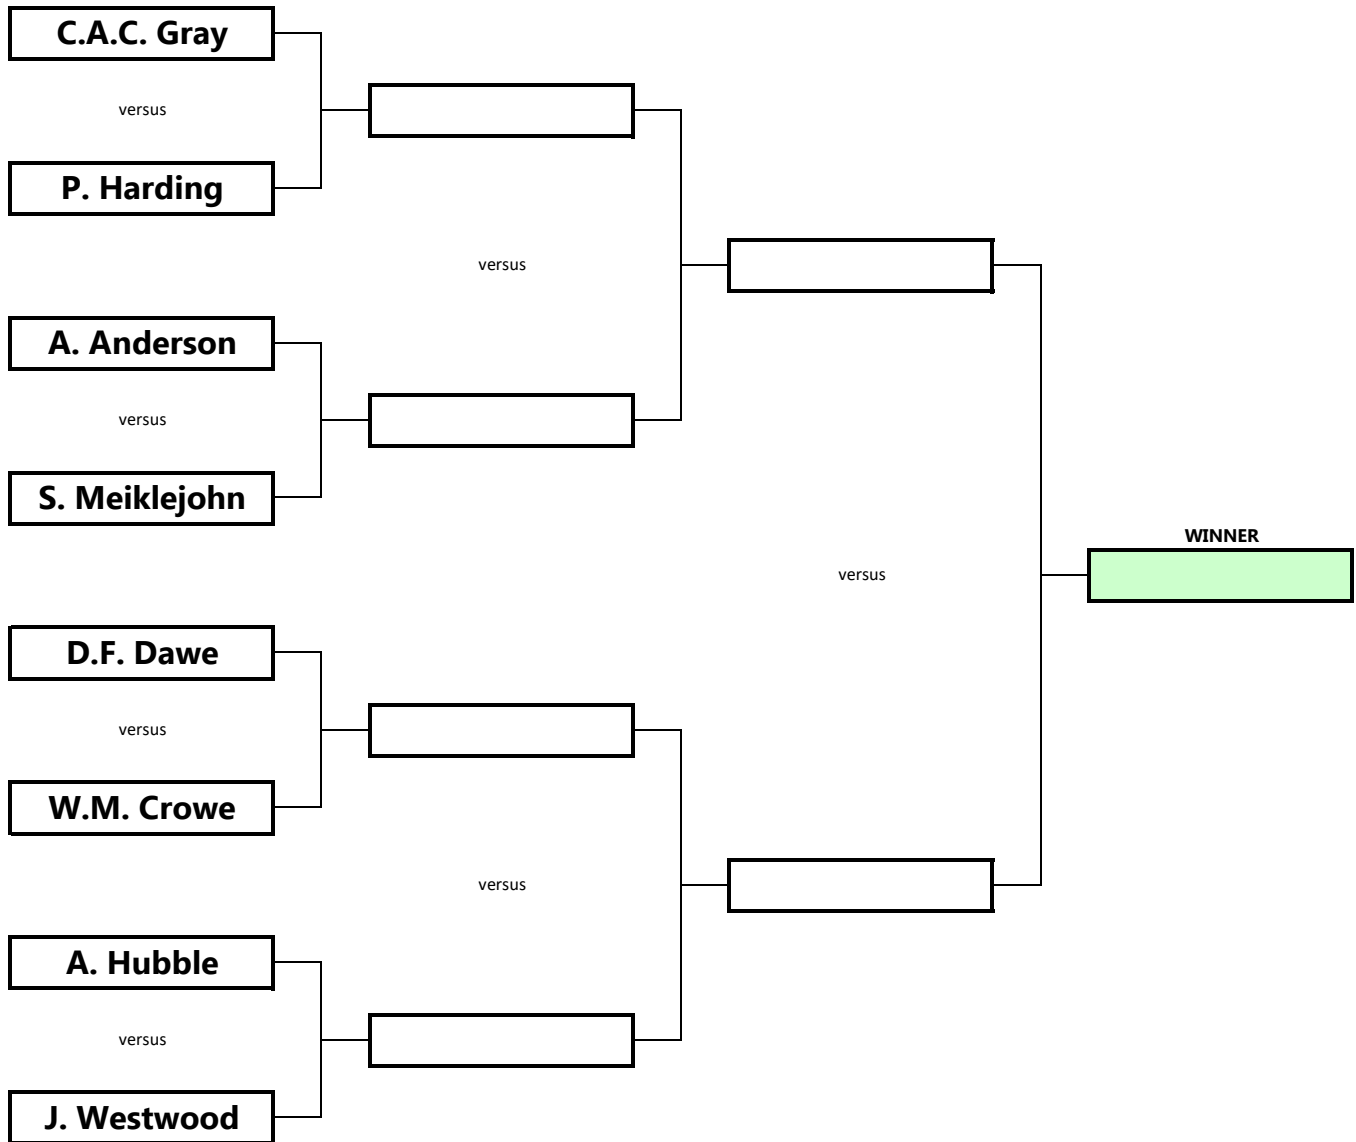 C.A.C. Gray
versus
P. Harding
versus
A. Anderson
versus
S. Meiklejohn
WINNER
versus
D.F. Dawe
versus
W.M. Crowe
versus
A. Hubble
versus
J. Westwood